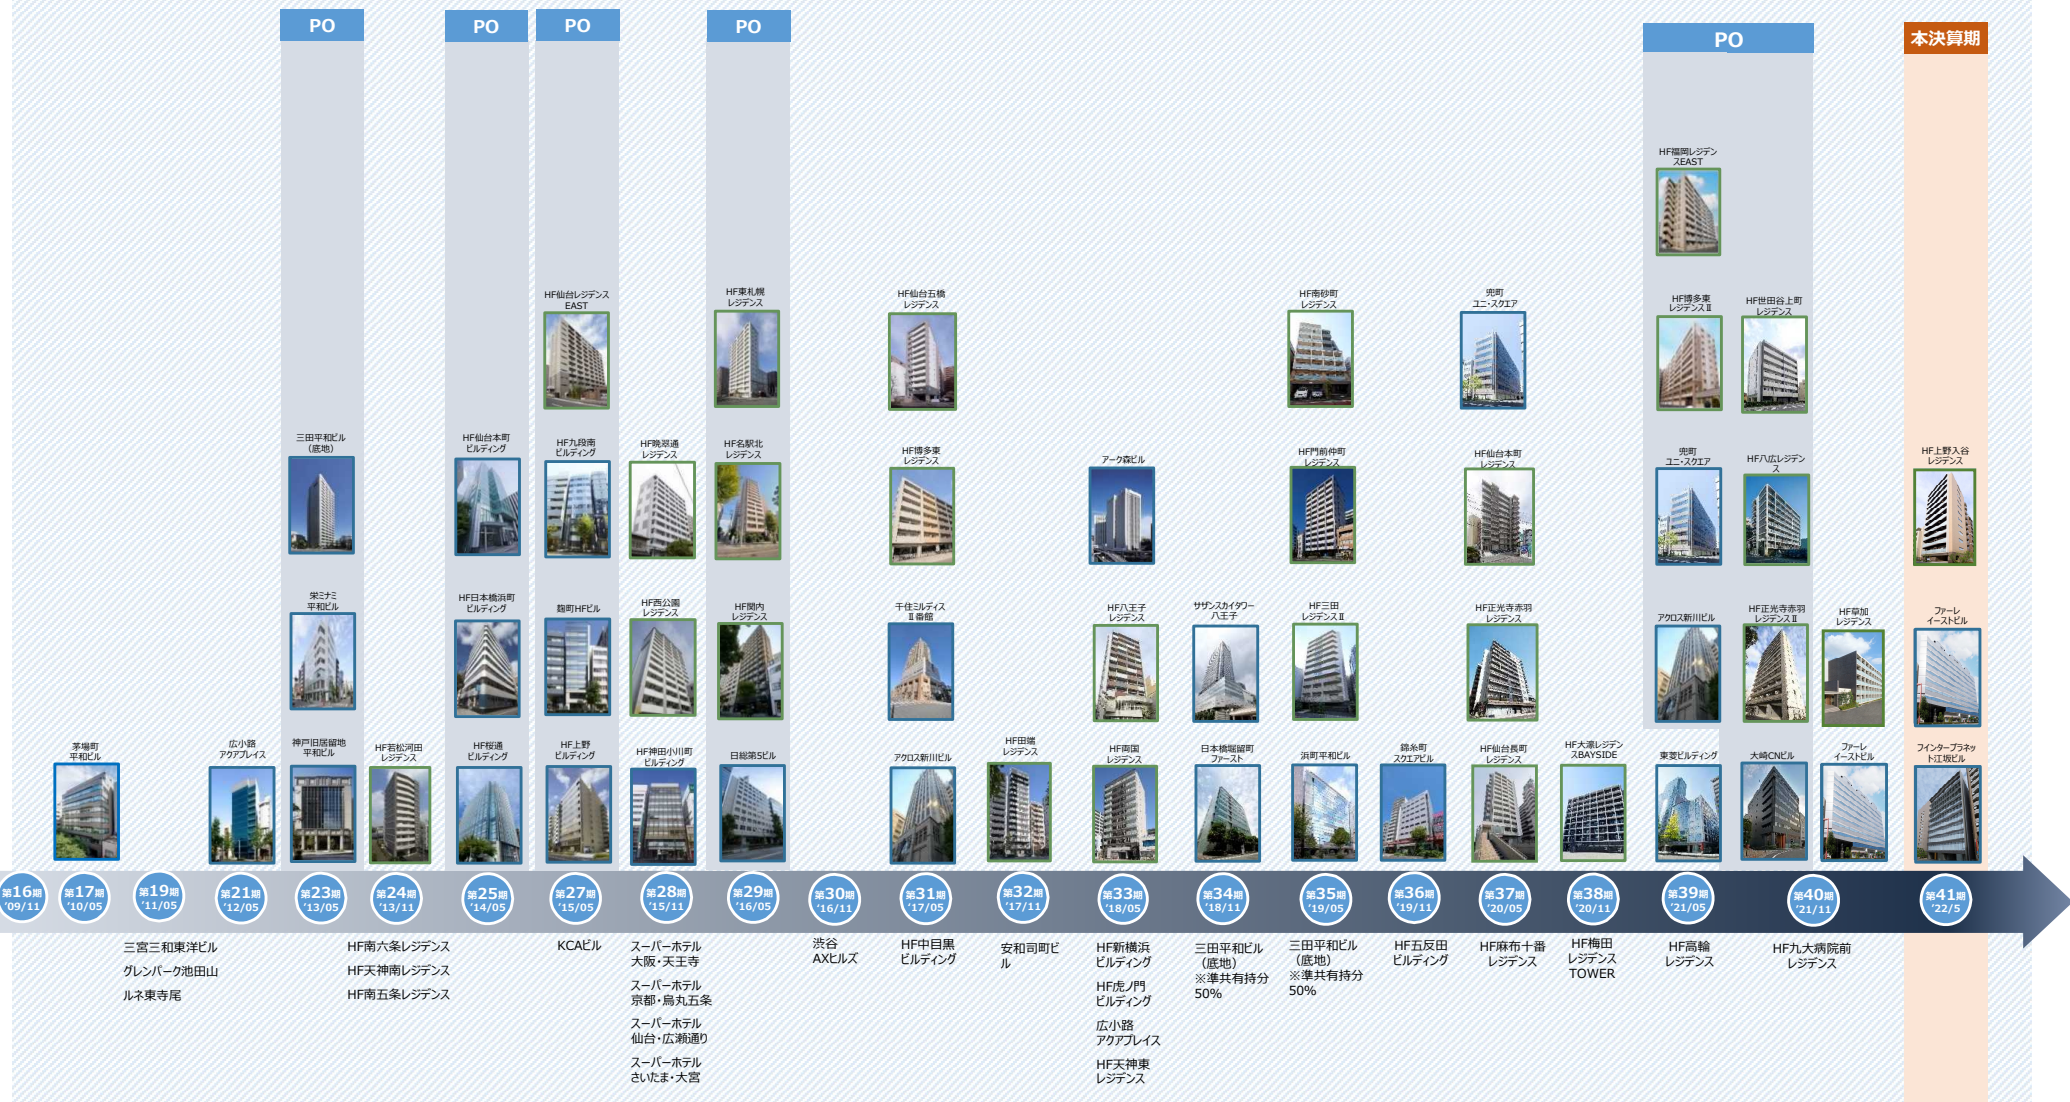 PO
PO
PO
PO
PO
本決算期
HF福岡レジデン
スEAST
HF仙台レジデンス
EAST
HF東札幌
レジデンス
HF仙台五橋
レジデンス
HF南砂町
レジデンス
兜町
ユニ・スクエア
HF博多東
レジデンスⅡ
HF世田谷上町
レジデンス
三田平和ビル
(底地)
HF仙台本町
ビルディング
HF九段南
ビルディング
HF晩翠通
レジデンス
HF名駅北
レジデンス
HF博多東
レジデンス
アーク森ビル
HF門前仲町
レジデンス
HF仙台本町
レジデンス
兜町
ユニ・スクエア
HF八広レジデン
ス
HF上野入谷
レジデンス
栄ミナミ
平和ビル
HF日本橋浜町
ビルディング
麹町HFビル
HF西公園
レジデンス
HF関内
レジデンス
千住ミルディス
Ⅱ番館
HF八王子
レジデンス
サザンスカイタワー
八王子
HF三田
レジデンスⅡ
HF正光寺赤羽
レジデンス
アクロス新川ビル
HF正光寺赤羽
レジデンスⅡ
HF草加
レジデンス
ファーレ
イーストビル
茅場町
平和ビル
広小路
アクアプレイス
神戸旧居留地
平和ビル
HF若松河田
レジデンス
HF桜通
ビルディング
HF上野
ビルディング
HF神田小川町
ビルディング
日総第5ビル
アクロス新川ビル
HF田端
レジデンス
HF両国
レジデンス
日本橋堀留町
ファースト
浜町平和ビル
錦糸町
スクエアビル
HF仙台長町
レジデンス
HF大濠レジデン
スBAYSIDE
東菱ビルディング
大崎CNビル
ファーレ
イーストビル
フインタープラネッ
ト江坂ビル
第16期
'09/11
第17期
'10/05
第19期
'11/05
第21期
'12/05
第23期
'13/05
第24期
'13/11
第25期
'14/05
第27期
'15/05
第28期
'15/11
第29期
'16/05
第30期
'16/11
第31期
'17/05
第32期
'17/11
第33期
'18/05
第34期
'18/11
第35期
'19/05
第36期
'19/11
第37期
'20/05
第38期
'20/11
第39期
'21/05
第40期
'21/11
第41期
'22/5
三宮三和東洋ビル
グレンパーク池田山
ルネ東寺尾
HF南六条レジデンス
HF天神南レジデンス
HF南五条レジデンス
KCAビル
スーパーホテル
大阪・天王寺
スーパーホテル
京都・烏丸五条
スーパーホテル
仙台・広瀬通り
スーパーホテル
さいたま・大宮
渋谷
AXヒルズ
HF中目黒
ビルディング
安和司町ビ
ル
HF新横浜
ビルディング
HF虎ノ門
ビルディング
広小路
アクアプレイス
HF天神東
レジデンス
三田平和ビル
(底地)
※準共有持分
50%
三田平和ビル
(底地)
※準共有持分
50%
HF五反田
ビルディング
HF麻布十番
レジデンス
HF梅田
レジデンス
TOWER
HF高輪
レジデンス
HF九大病院前
レジデンス